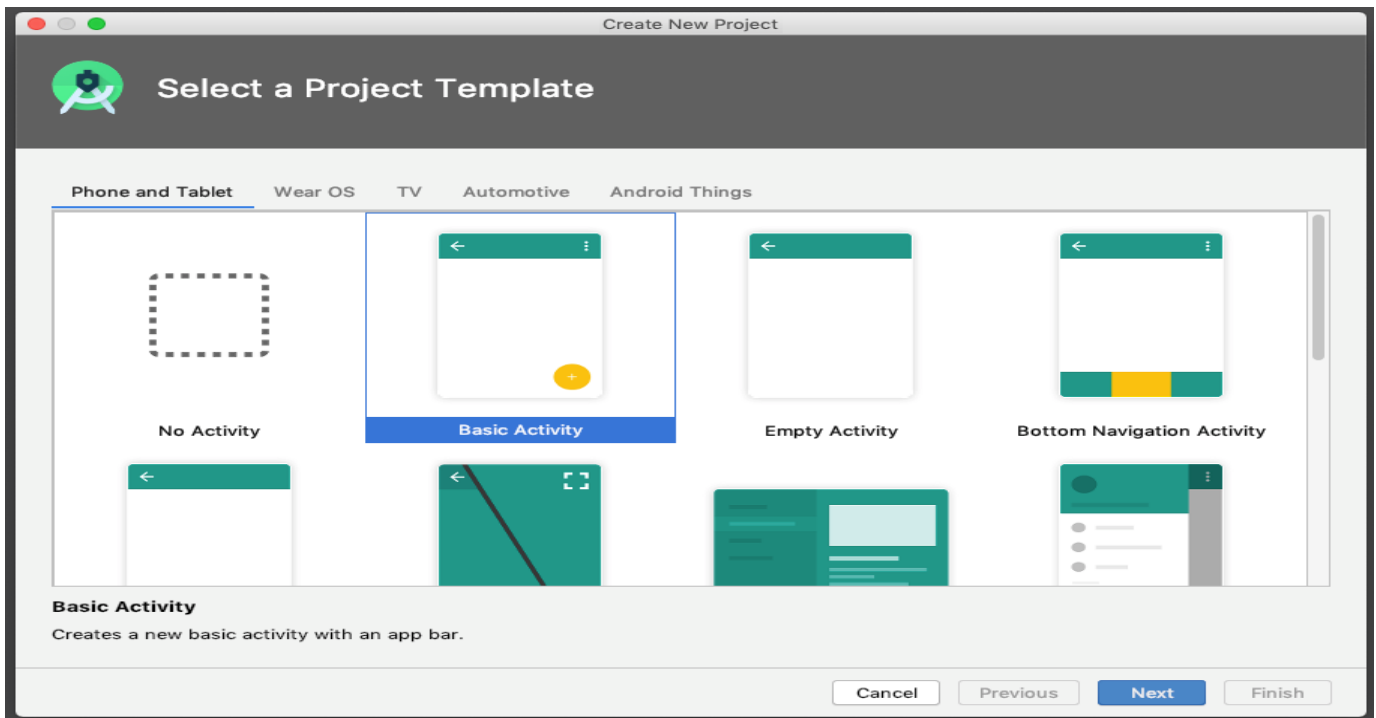 Create New Project
Select a Project Template
Phone and Tablet Wear OS TV Automotive Android Things
No Activity Basic Activity Empty Activity Bottom Navigation Activity
Basic Activity
Creates a new basic activity with an app bar.
Cancel Previous Next Finish